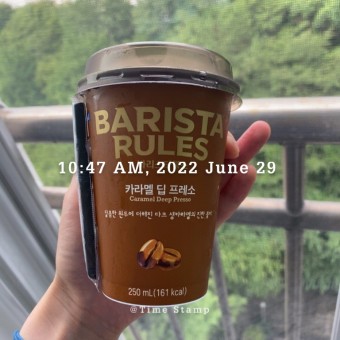 BARISTA
RULES
10:47 AM, 2022 June 29
카라멜 딥 프레소
Caramel Deep Presso
250 mL(161 kcal)
@Time Stamp